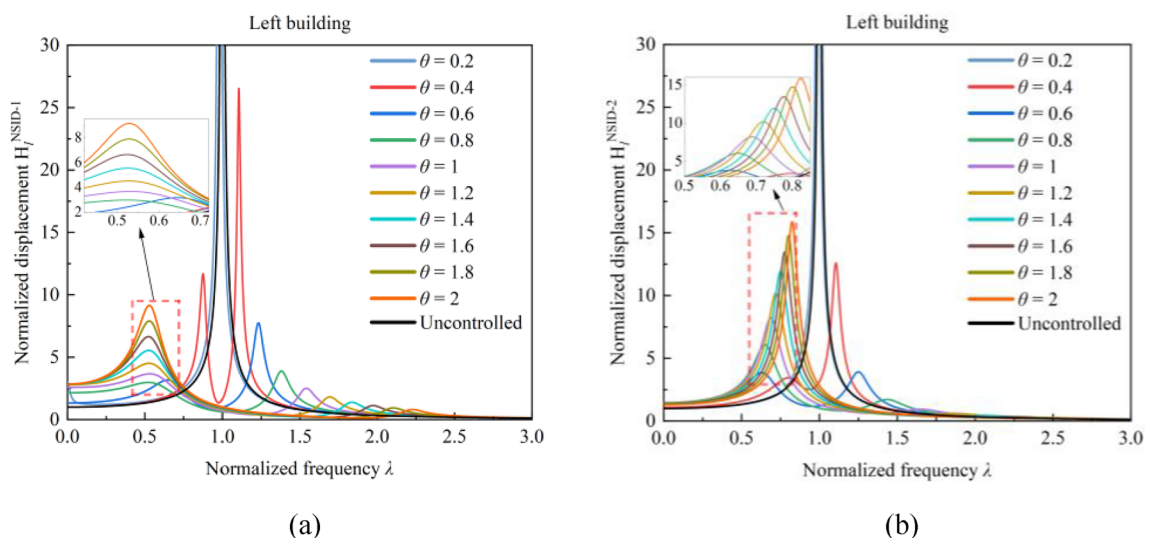 Left building
Normalized displacement H_l^NSID-1
30
25
20
15
10
5
0
0.0 0.5 1.0 1.5 2.0 2.5 3.0
Normalized frequency λ
8
6
4
2
0.5 0.6 0.7
θ = 0.2
θ = 0.4
θ = 0.6
θ = 0.8
θ = 1
θ = 1.2
θ = 1.4
θ = 1.6
θ = 1.8
θ = 2
Uncontrolled
(a)
Left building
Normalized displacement H_l^NSID-2
30
25
20
15
10
5
0
0.0 0.5 1.0 1.5 2.0 2.5 3.0
Normalized frequency λ
15
10
5
0.5 0.6 0.7 0.8
θ = 0.2
θ = 0.4
θ = 0.6
θ = 0.8
θ = 1
θ = 1.2
θ = 1.4
θ = 1.6
θ = 1.8
θ = 2
Uncontrolled
(b)